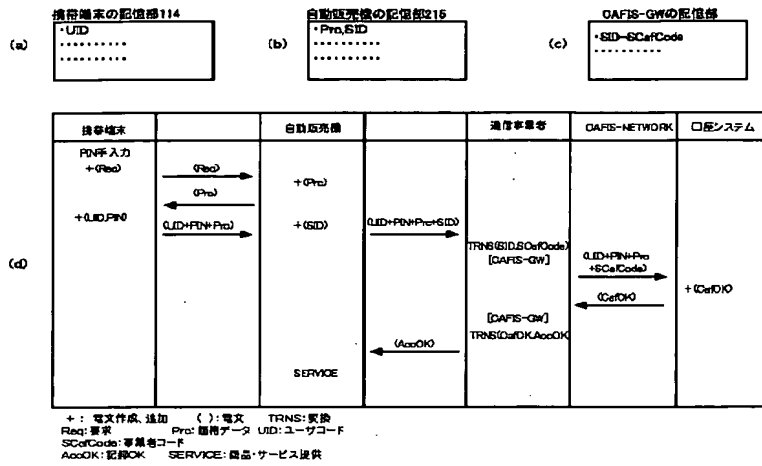 携帯端末の記憶部114
自動販売機の記憶部215
CAFIS-GWの記憶部
(a)
・UID
(b)
・Pro,SID
(c)
・SID-SCafCode
携帯端末
自動販売機
通信事業者
CAFIS-NETWORK
口座システム
PIN手入力
+(Req)
(Req)
+(Pro)
(Pro)
+(UID,PIN)
(UID+PIN+Pro)
+(SID)
(UID+PIN+Pro+SID)
(d)
TRNS(SID,SCafCode)
[CAFIS-GW]
(UID+PIN+Pro
+SCafCode)
(CafOK)
+(CafOK)
[CAFIS-GW]
TRNS(CafOK,AccOK
(AccOK)
SERVICE
+ : 電文作成、追加 ( ):電文 TRNS:変換
Req:要求 Pro:価格データ UID:ユーザコード
SCafCode:事業者コード
AccOK:記録OK SERVICE:商品・サービス提供